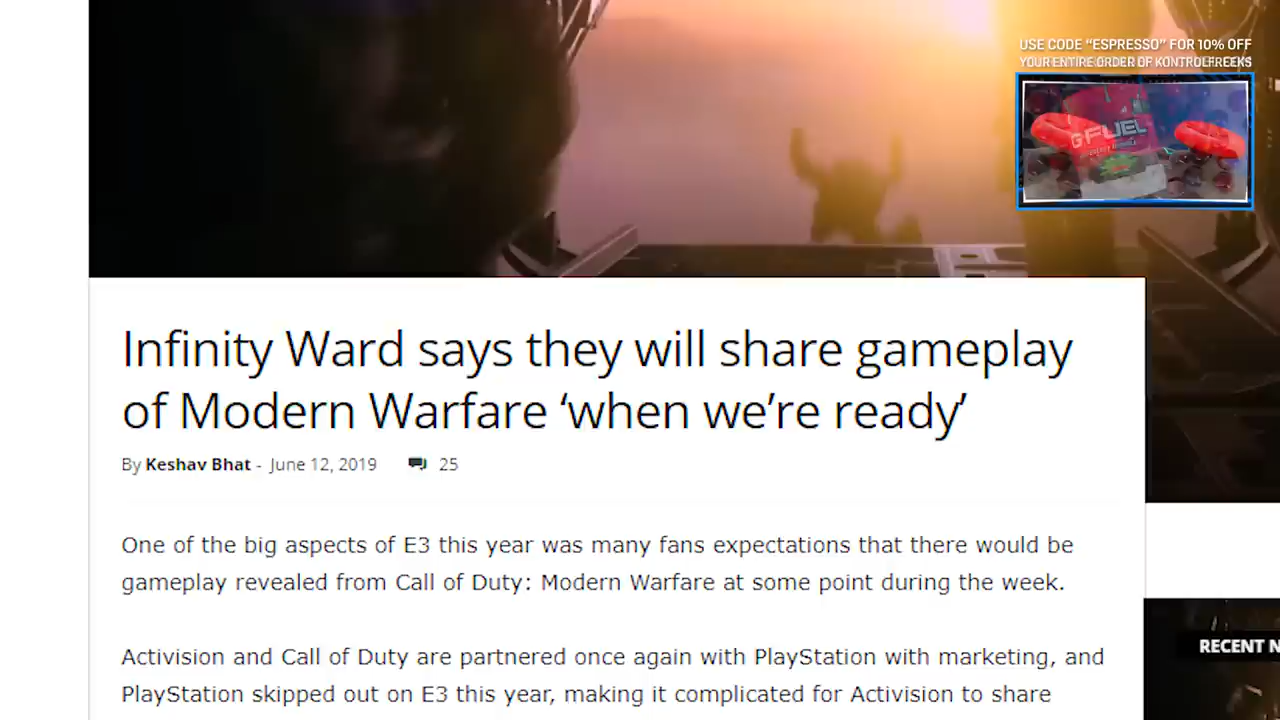 USE CODE "ESPRESSO" FOR 10% OFF
YOUR ENTIRE ORDER OF KONTROLFREEKS
G FUEL
Infinity Ward says they will share gameplay
of Modern Warfare ‘when we’re ready’
By Keshav Bhat - June 12, 2019 25
One of the big aspects of E3 this year was many fans expectations that there would be
gameplay revealed from Call of Duty: Modern Warfare at some point during the week.
Activision and Call of Duty are partnered once again with PlayStation with marketing, and
PlayStation skipped out on E3 this year, making it complicated for Activision to share
RECENT N